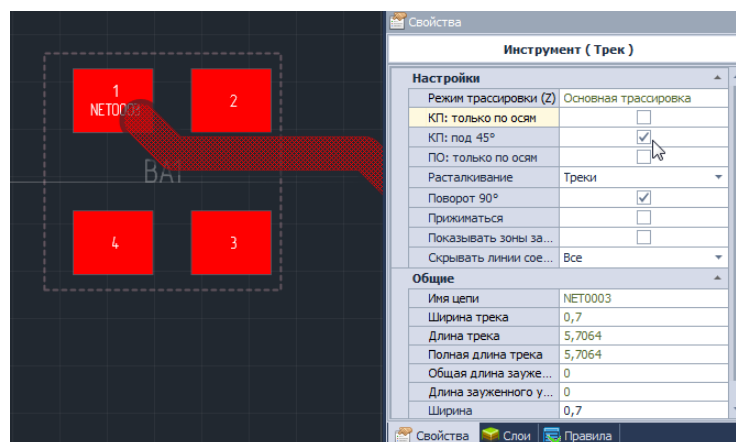 Свойства
Инструмент ( Трек )
Настройки
Режим трассировки (Z) Основная трассировка
КП: только по осям
КП: под 45°
ПО: только по осям
Расталкивание Треки
Поворот 90°
Прижиматься
Показывать зоны за...
Скрывать линии сое... Все
Общие
Имя цепи NET0003
Ширина трека 0,7
Длина трека 5,7064
Полная длина трека 5,7064
Общая длина зауже... 0
Длина зауженного у... 0
Ширина 0,7
Свойства Слои Правила
1
NET0003
2
BA1
4
3